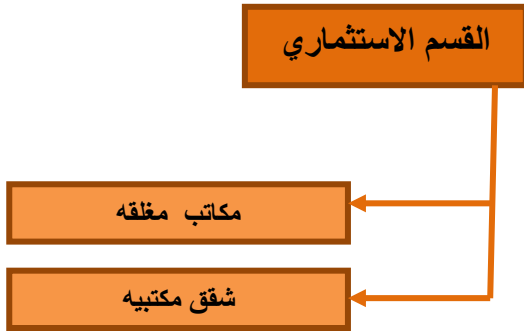 القسم الاستثماري
مكاتب مغلقه
شقق مكتبيه